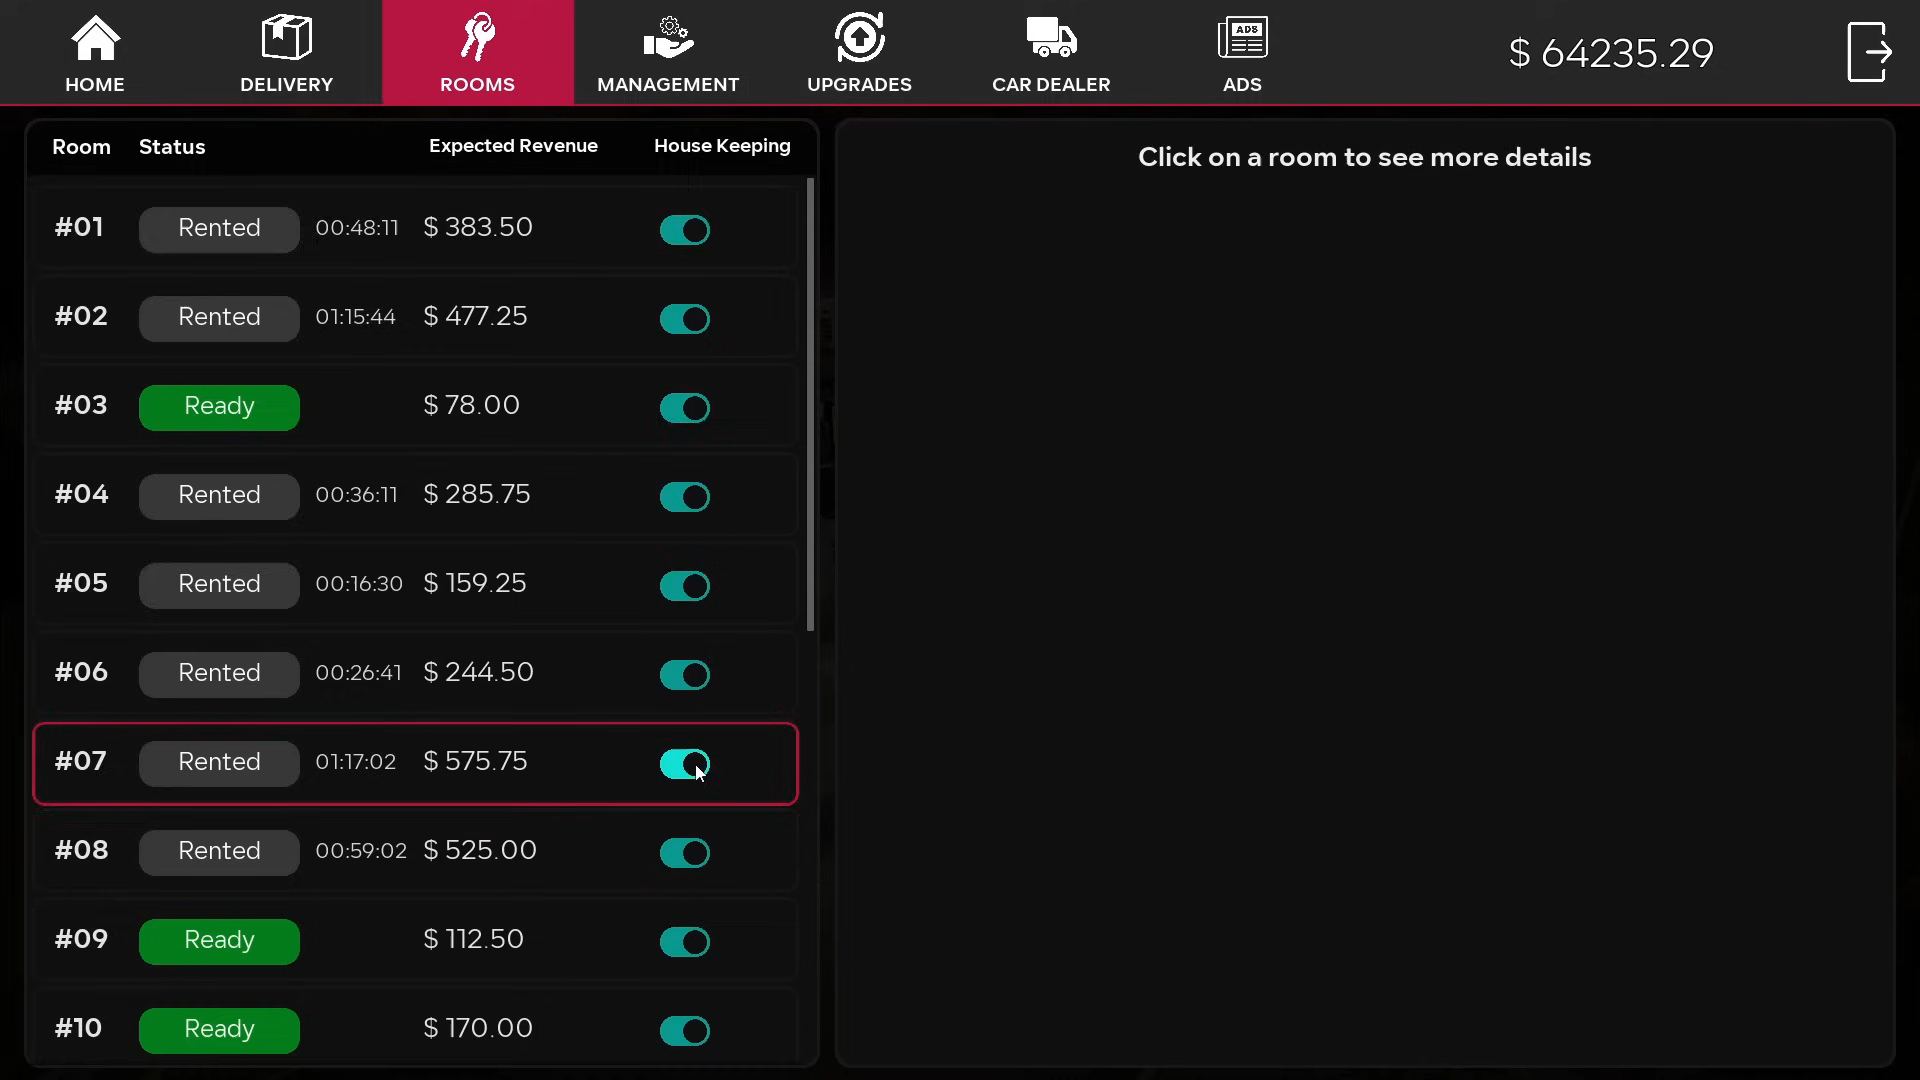 HOME
DELIVERY
ROOMS
MANAGEMENT
UPGRADES
CAR DEALER
ADS
ADS
$ 64235.29
Room Status Expected Revenue House Keeping
#01 Rented 00:48:11 $ 383.50
#02 Rented 01:15:44 $ 477.25
#03 Ready $ 78.00
#04 Rented 00:36:11 $ 285.75
#05 Rented 00:16:30 $ 159.25
#06 Rented 00:26:41 $ 244.50
#07 Rented 01:17:02 $ 575.75
#08 Rented 00:59:02 $ 525.00
#09 Ready $ 112.50
#10 Ready $ 170.00
Click on a room to see more details